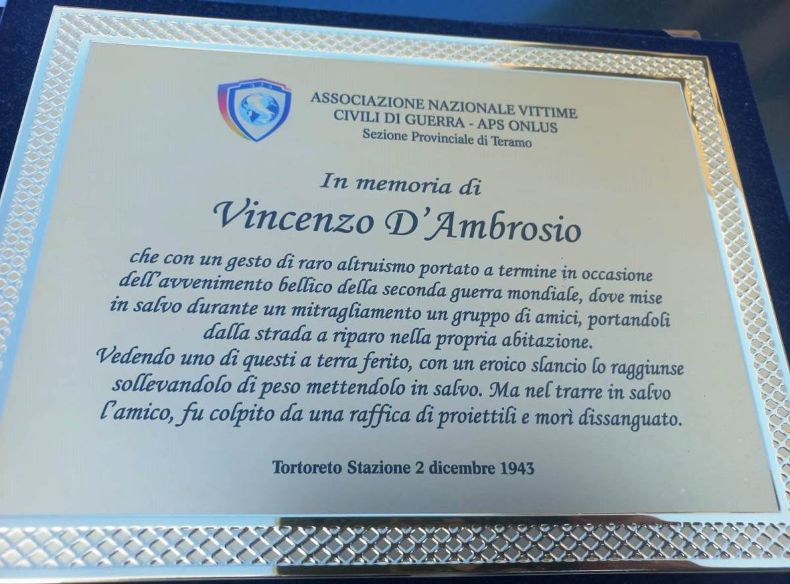 ASSOCIAZIONE NAZIONALE VITTIME
CIVILI DI GUERRA - APS ONLUS
Sezione Provinciale di Teramo
In memoria di
Vincenzo D'Ambrosio
che con un gesto di raro altruismo portato a termine in occasione
dell'avvenimento bellico della seconda guerra mondiale, dove mise
in salvo durante un mitragliamento un gruppo di amici, portandoli
dalla strada a riparo nella propria abitazione.
Vedendo uno di questi a terra ferito, con un eroico slancio lo raggiunse
sollevandolo di peso mettendolo in salvo. Ma nel trarre in salvo
l'amico, fu colpito da una raffica di proiettili e morì dissanguato.
Tortoreto Stazione 2 dicembre 1943